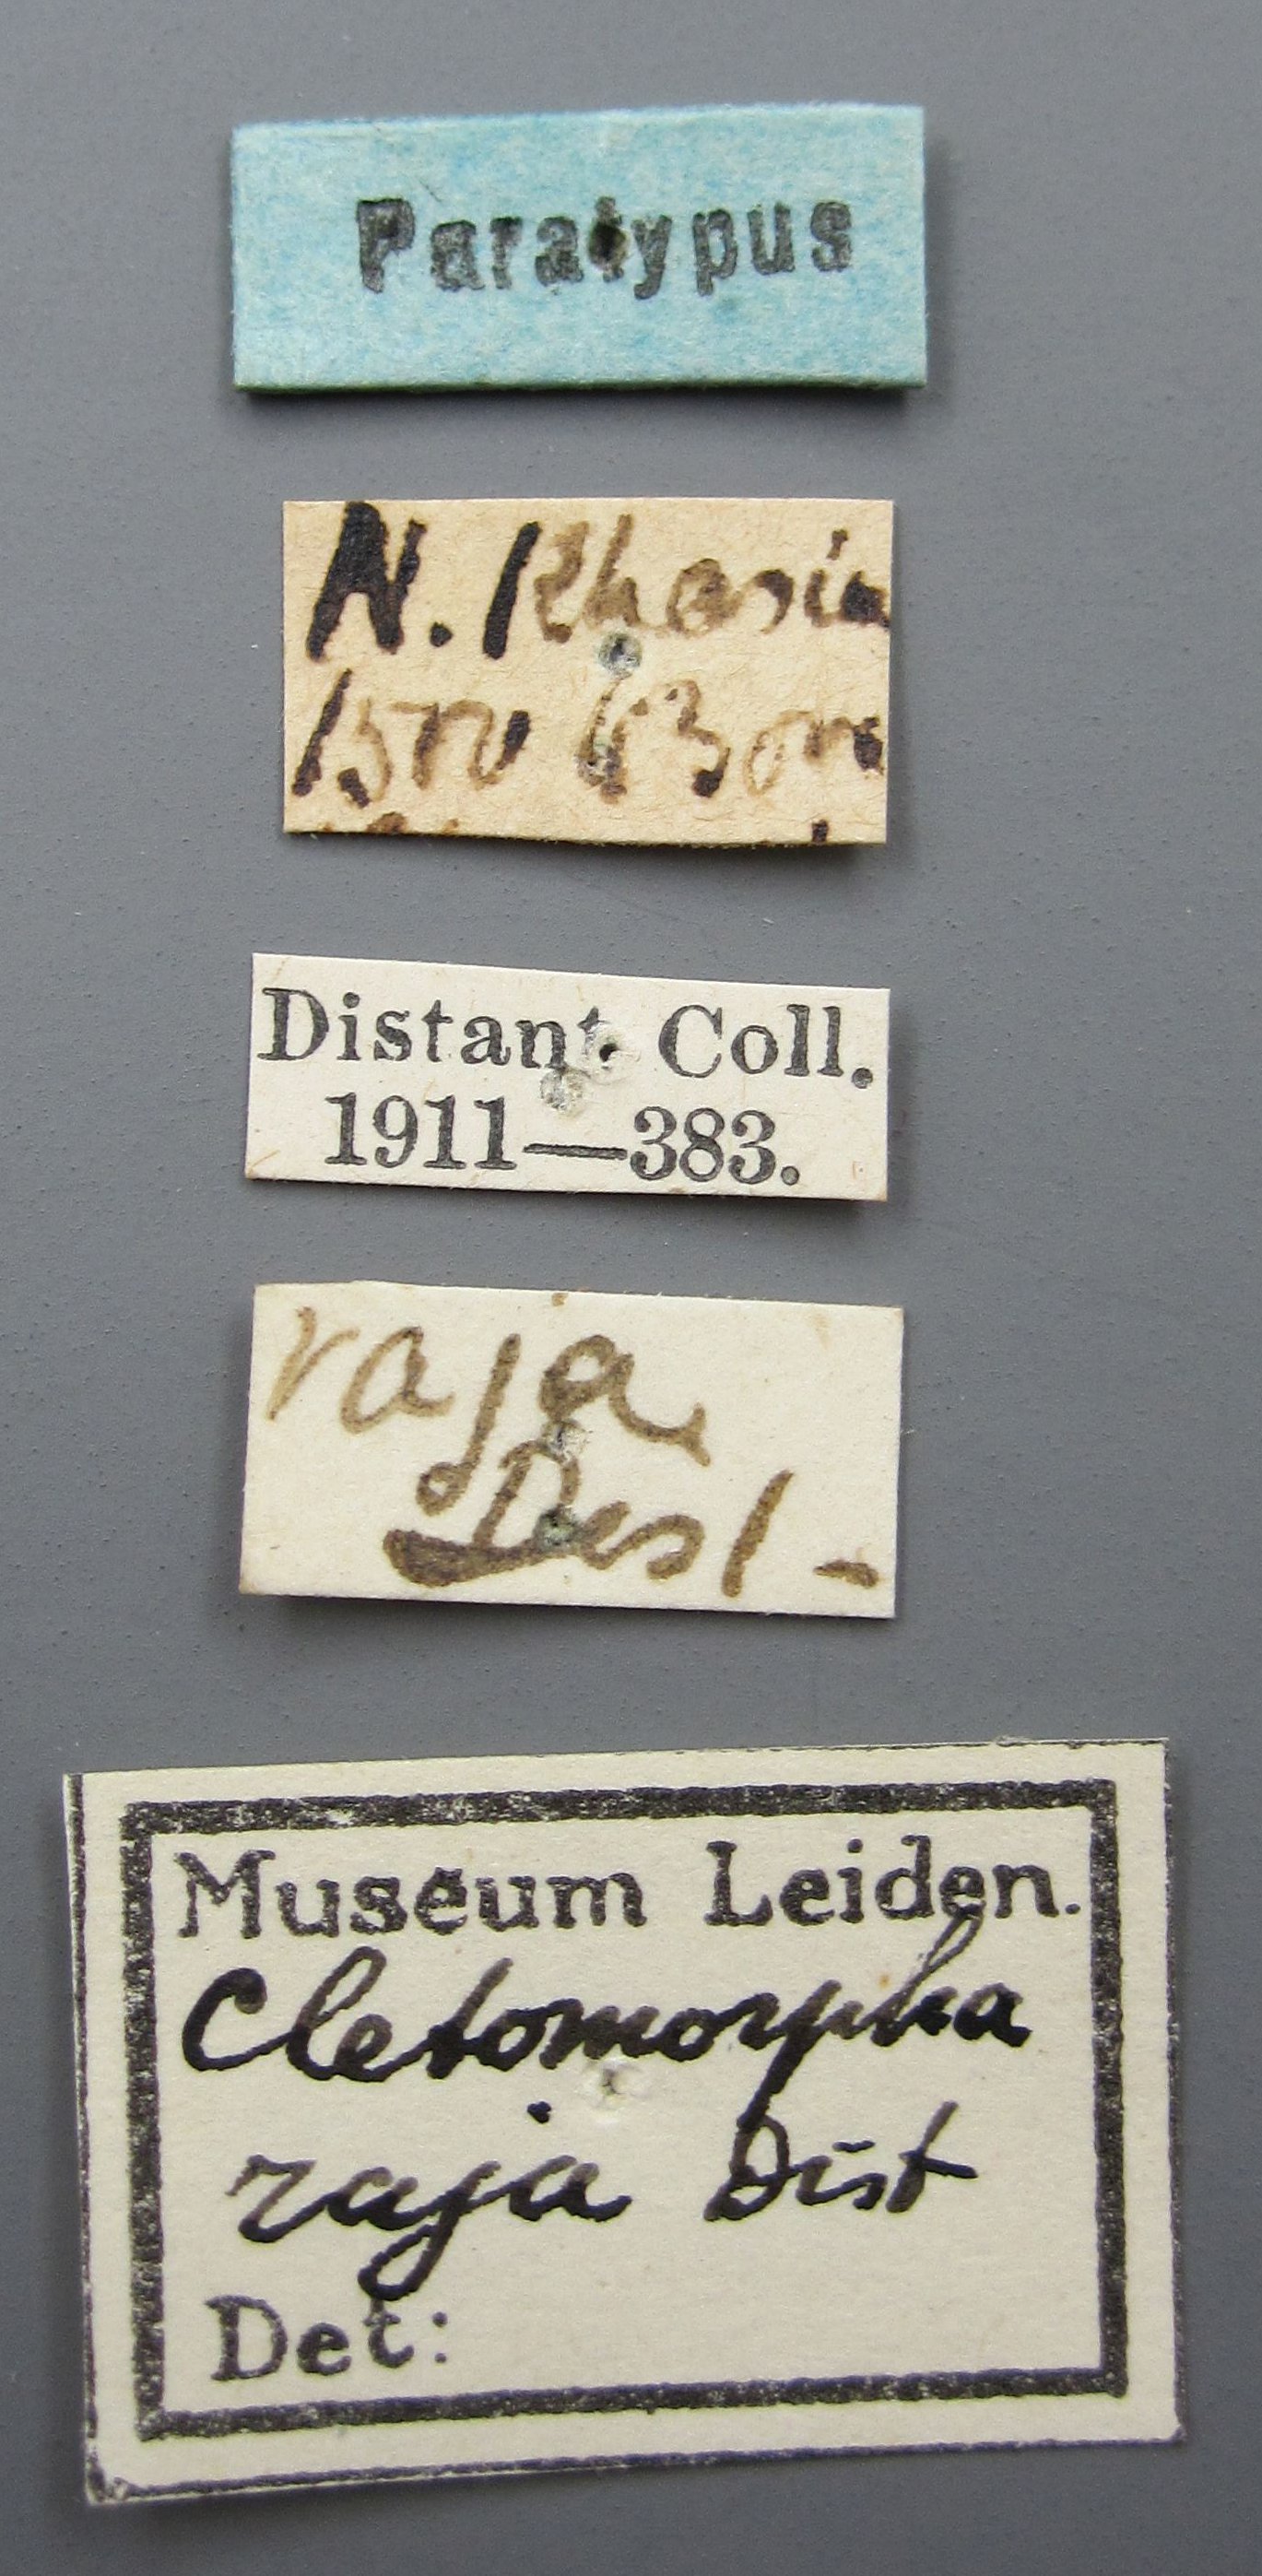 Paratypus
N. Khasia
Distant Coll.
1911—383.
raja
Dist -
Museum Leiden.
Cletomorpha
raja Dist
Det: